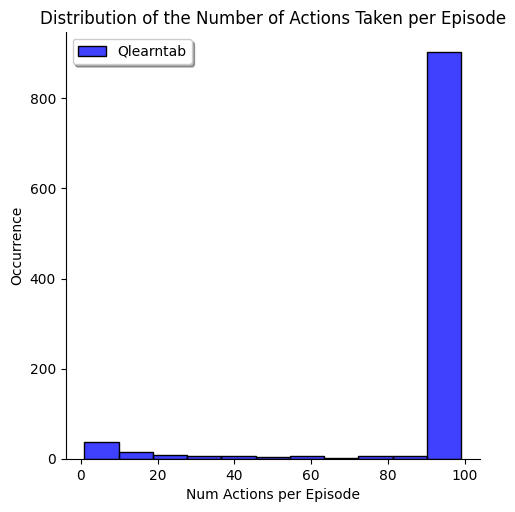 Distribution of the Number of Actions Taken per Episode
Qlearntab
Occurrence
800
600
400
200
0
0 20 40 60 80 100
Num Actions per Episode